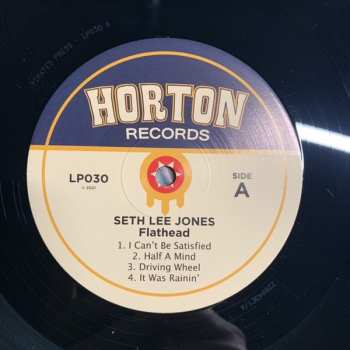 HORTON
RECORDS
LP030
SIDE
A
SETH LEE JONES
Flathead
1. I Can't Be Satisfied
2. Half A Mind
3. Driving Wheel
4. It Was Rainin'